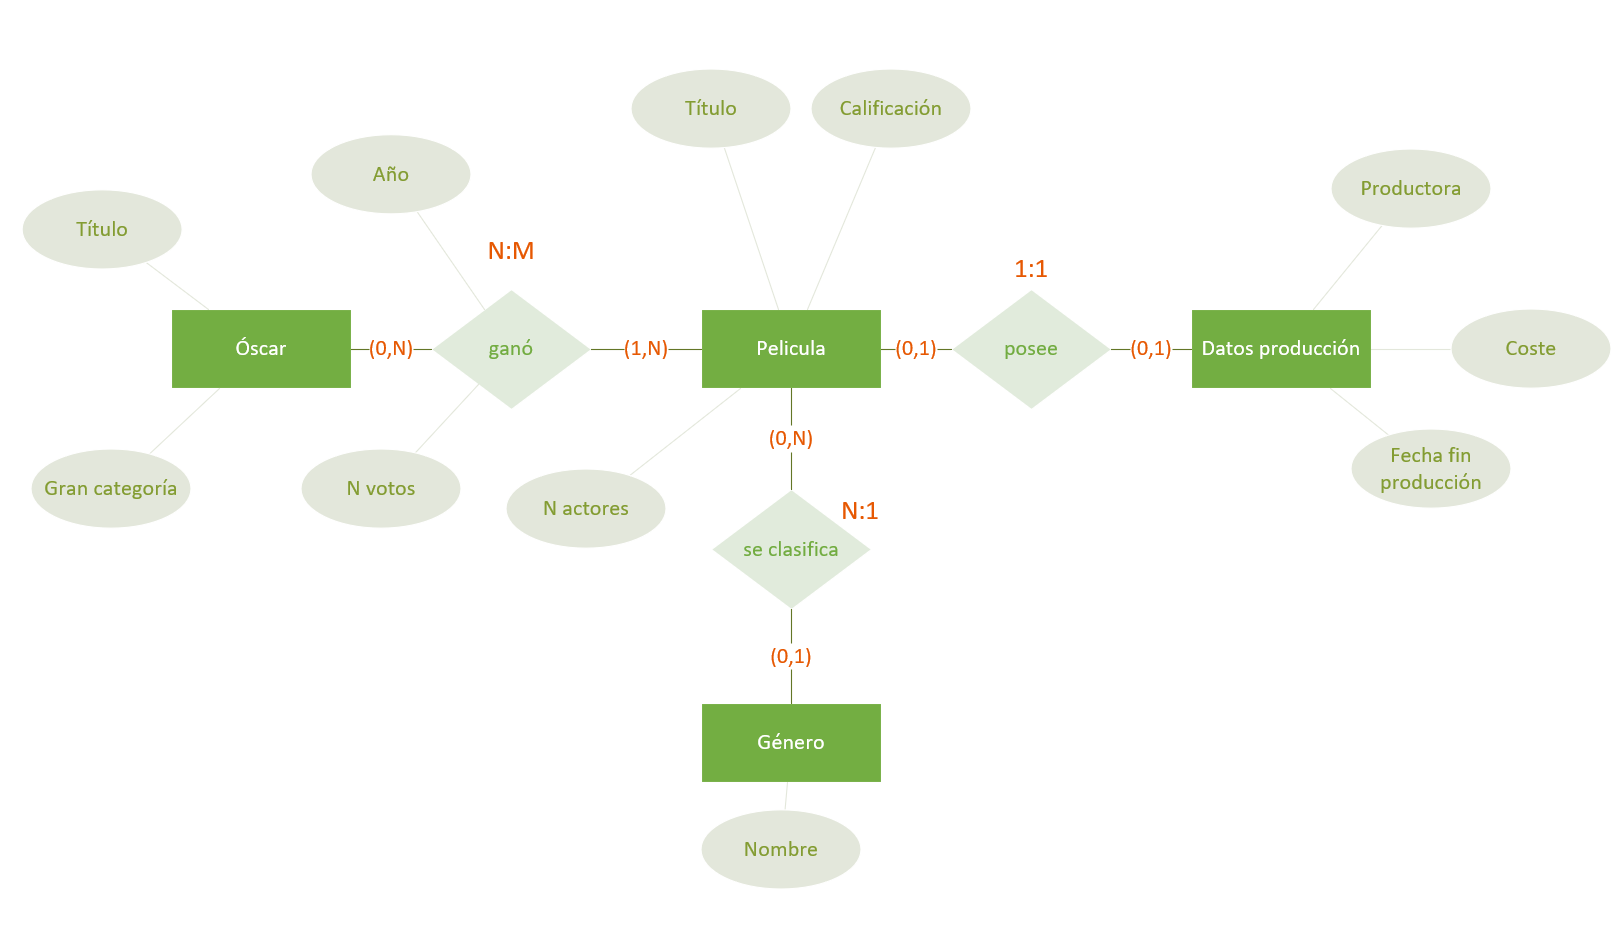 Título
Calificación
Año
Productora
Título
N:M
1:1
Óscar
(0,N)
ganó
(1,N)
Pelicula
(0,1)
posee
(0,1)
Datos producción
Coste
(0,N)
Fecha fin
producción
Gran categoría
N votos
N actores
N:1
se clasifica
(0,1)
Género
Nombre